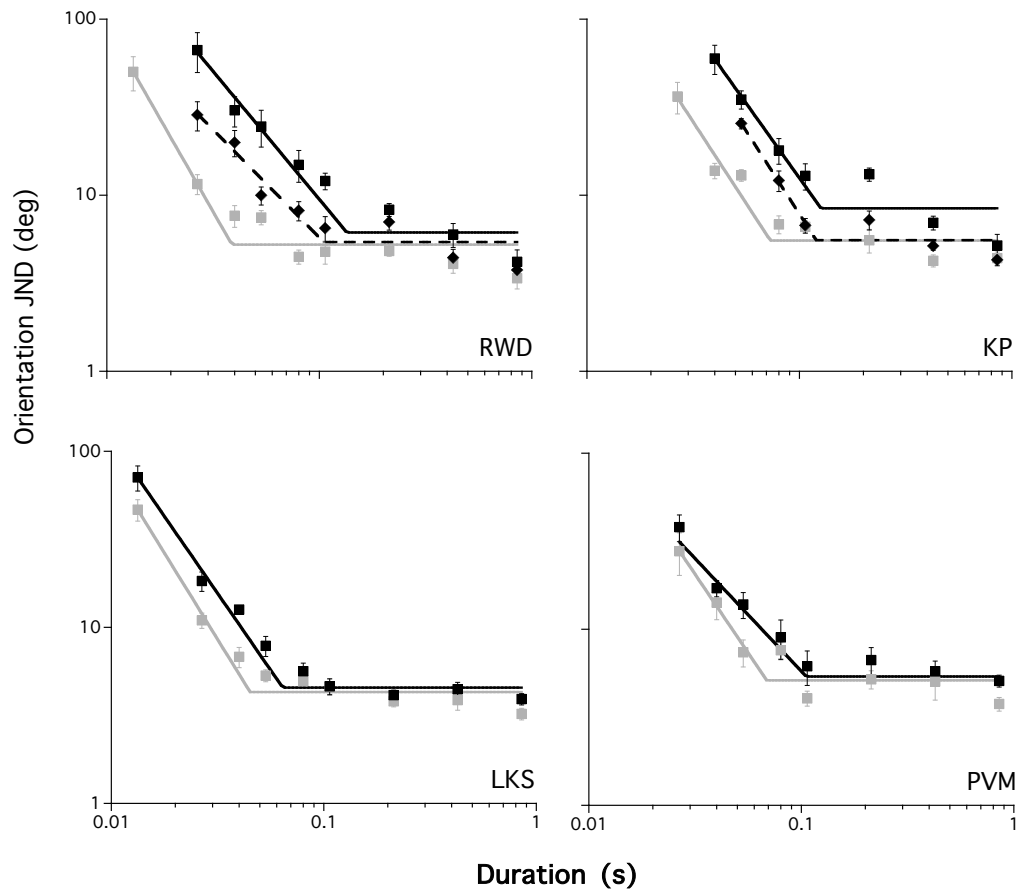 100
10
1
RWD
KP
Orientation JND (deg)
100
10
1
LKS
PVM
0.01
0.1
1
0.01
0.1
1
Duration (s)